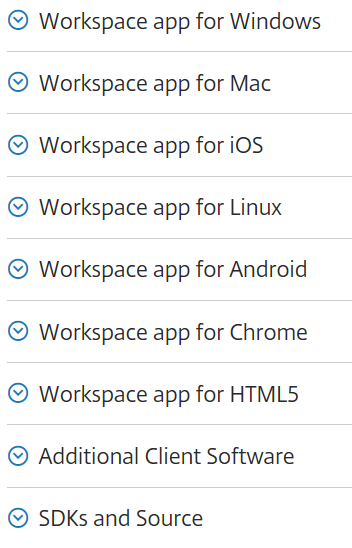 Workspace app for Windows
Workspace app for Mac
Workspace app for iOS
Workspace app for Linux
Workspace app for Android
Workspace app for Chrome
Workspace app for HTML5
Additional Client Software
SDKs and Source